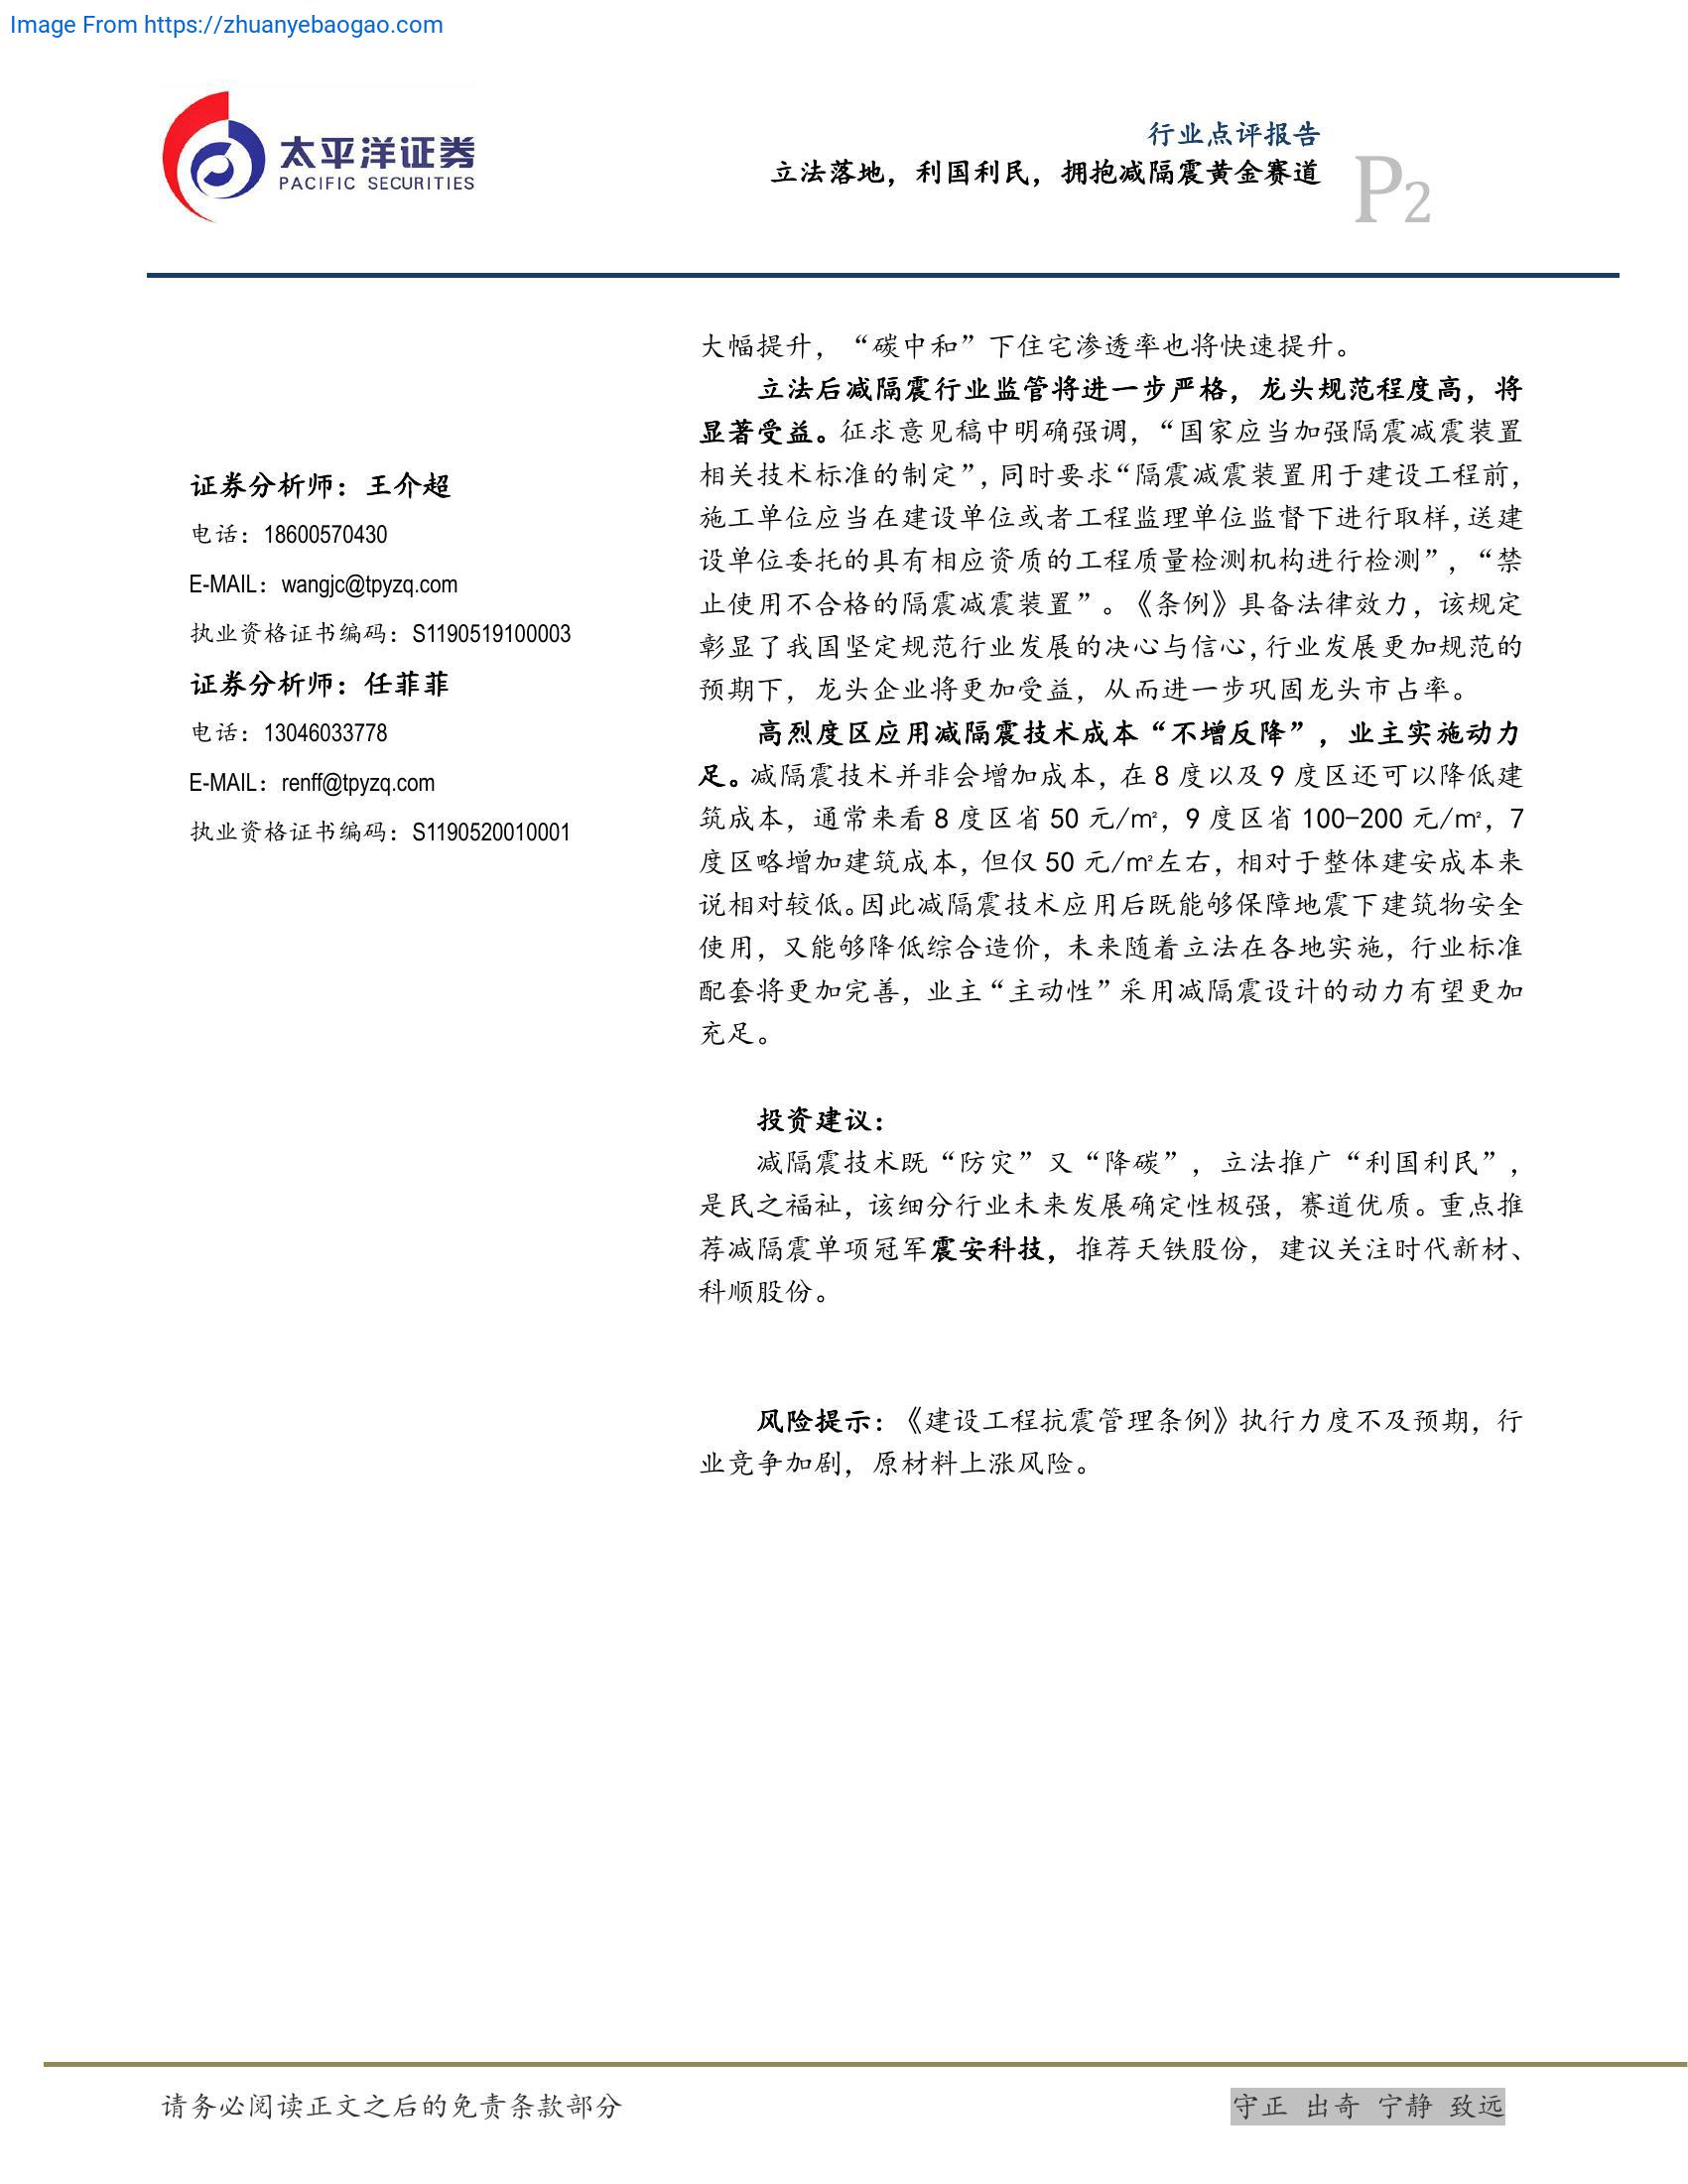 Image From https://zhuanyebaogao.com
太平洋证券
PACIFIC SECURITIES
行业点评报告
立法落地，利国利民，拥抱减隔震黄金赛道
P2
证券分析师：王介超
电话：18600570430
E-MAIL：wangjc@tpyzq.com
执业资格证书编码：S1190519100003
证券分析师：任菲菲
电话：13046033778
E-MAIL：renff@tpyzq.com
执业资格证书编码：S1190520010001
大幅提升，“碳中和”下住宅渗透率也将快速提升。
立法后减隔震行业监管将进一步严格，龙头规范程度高，将
显著受益。征求意见稿中明确强调，“国家应当加强隔震减震装置
相关技术标准的制定”，同时要求“隔震减震装置用于建设工程前，
施工单位应当在建设单位或者工程监理单位监督下进行取样，送建
设单位委托的具有相应资质的工程质量检测机构进行检测”，“禁
止使用不合格的隔震减震装置”。《条例》具备法律效力，该规定
彰显了我国坚定规范行业发展的决心与信心，行业发展更加规范的
预期下，龙头企业将更加受益，从而进一步巩固龙头市占率。
高烈度区应用减隔震技术成本“不增反降”，业主实施动力
足。减隔震技术并非会增加成本，在 8 度以及 9 度区还可以降低建
筑成本，通常来看 8 度区省 50 元/㎡，9 度区省 100-200 元/㎡，7
度区略增加建筑成本，但仅 50 元/㎡左右，相对于整体建安成本来
说相对较低。因此减隔震技术应用后既能够保障地震下建筑物安全
使用，又能够降低综合造价，未来随着立法在各地实施，行业标准
配套将更加完善，业主“主动性”采用减隔震设计的动力有望更加
充足。
投资建议：
减隔震技术既“防灾”又“降碳”，立法推广“利国利民”，
是民之福祉，该细分行业未来发展确定性极强，赛道优质。重点推
荐减隔震单项冠军震安科技，推荐天铁股份，建议关注时代新材、
科顺股份。
风险提示：《建设工程抗震管理条例》执行力度不及预期，行
业竞争加剧，原材料上涨风险。
请务必阅读正文之后的免责条款部分
守正 出奇 宁静 致远